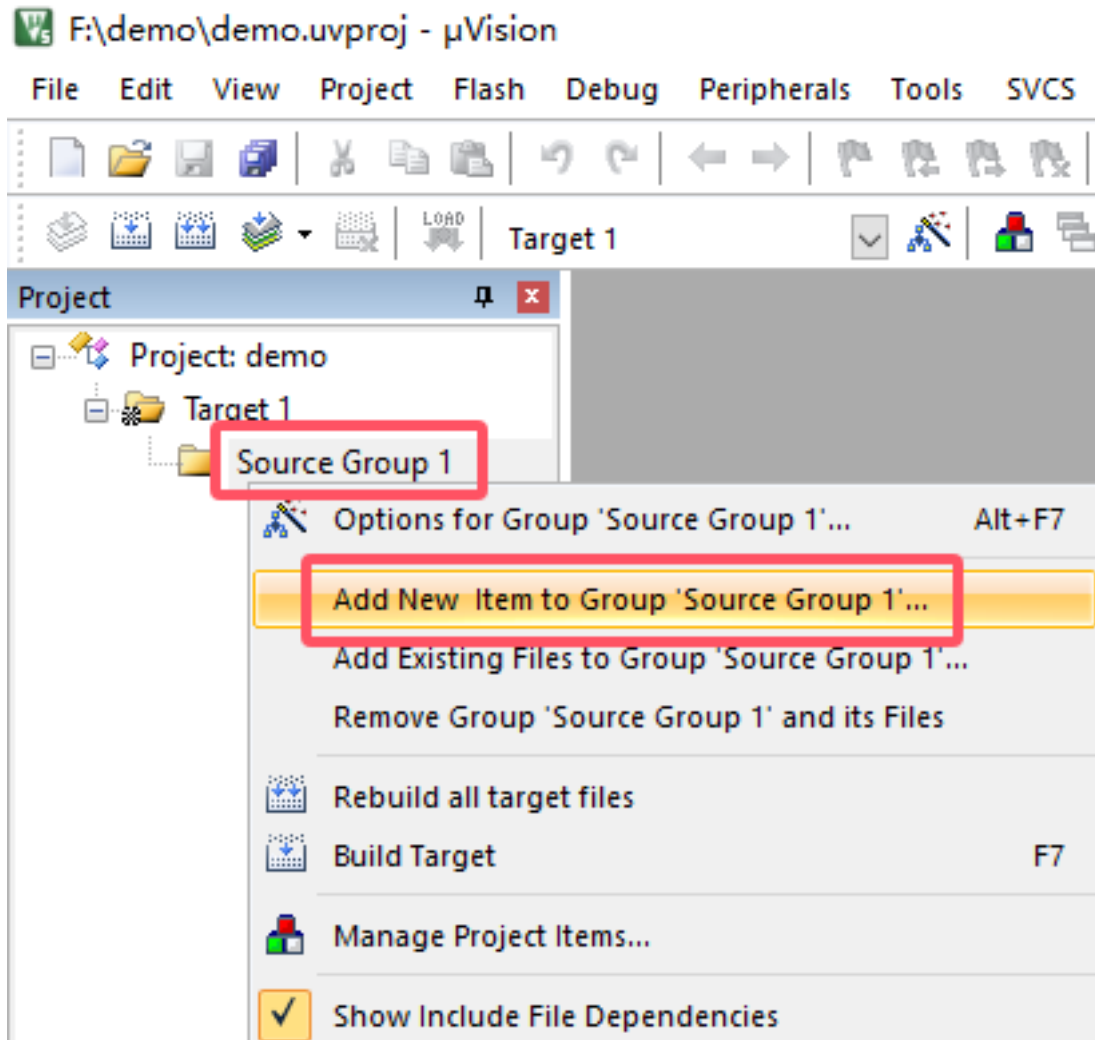 F:\demo\demo.uvproj - µVision
File Edit View Project Flash Debug Peripherals Tools SVCS
LOAD
Target 1
Project
Project: demo
Target 1
Source Group 1
Options for Group 'Source Group 1'... Alt+F7
Add New  Item to Group 'Source Group 1'...
Add Existing Files to Group 'Source Group 1'...
Remove Group 'Source Group 1' and its Files
Rebuild all target files
Build Target F7
Manage Project Items...
Show Include File Dependencies